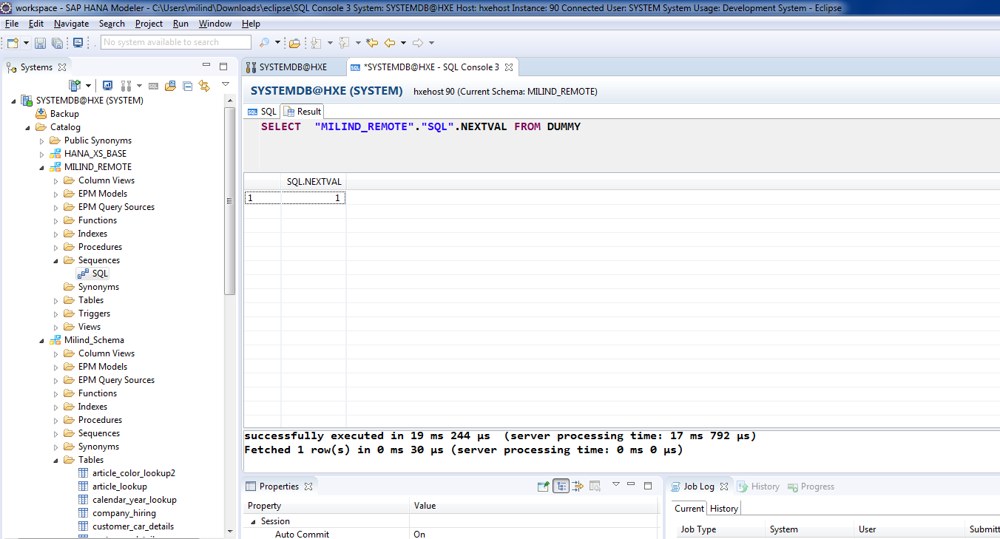 workspace - SAP HANA Modeler - C:\Users\milind\Downloads\eclipse\SQL Console 3 System: SYSTEMDB@HXE Host: hxehost Instance: 90 Connected User: SYSTEM System Usage: Development System - Eclipse
File Edit Navigate Search Project Run Window Help
No system available to search
Systems
SYSTEMDB@HXE (SYSTEM)
Backup
Catalog
Public Synonyms
HANA_XS_BASE
MILIND_REMOTE
Column Views
EPM Models
EPM Query Sources
Functions
Indexes
Procedures
Sequences
SQL
Synonyms
Tables
Triggers
Views
Milind_Schema
Column Views
EPM Models
EPM Query Sources
Functions
Indexes
Procedures
Sequences
Synonyms
Tables
article_color_lookup2
article_lookup
calendar_year_lookup
company_hiring
customer_car_details
SYSTEMDB@HXE *SYSTEMDB@HXE - SQL Console 3
SYSTEMDB@HXE (SYSTEM) hxehost 90 (Current Schema: MILIND_REMOTE)
SQL Result
SELECT "MILIND_REMOTE"."SQL".NEXTVAL FROM DUMMY
SQL.NEXTVAL
1 1
successfully executed in 19 ms 244 µs (server processing time: 17 ms 792 µs)
Fetched 1 row(s) in 0 ms 30 µs (server processing time: 0 ms 0 µs)
Properties
Property Value
Session
Auto Commit On
Job Log History Progress
Current History
Job Type System User Submitt